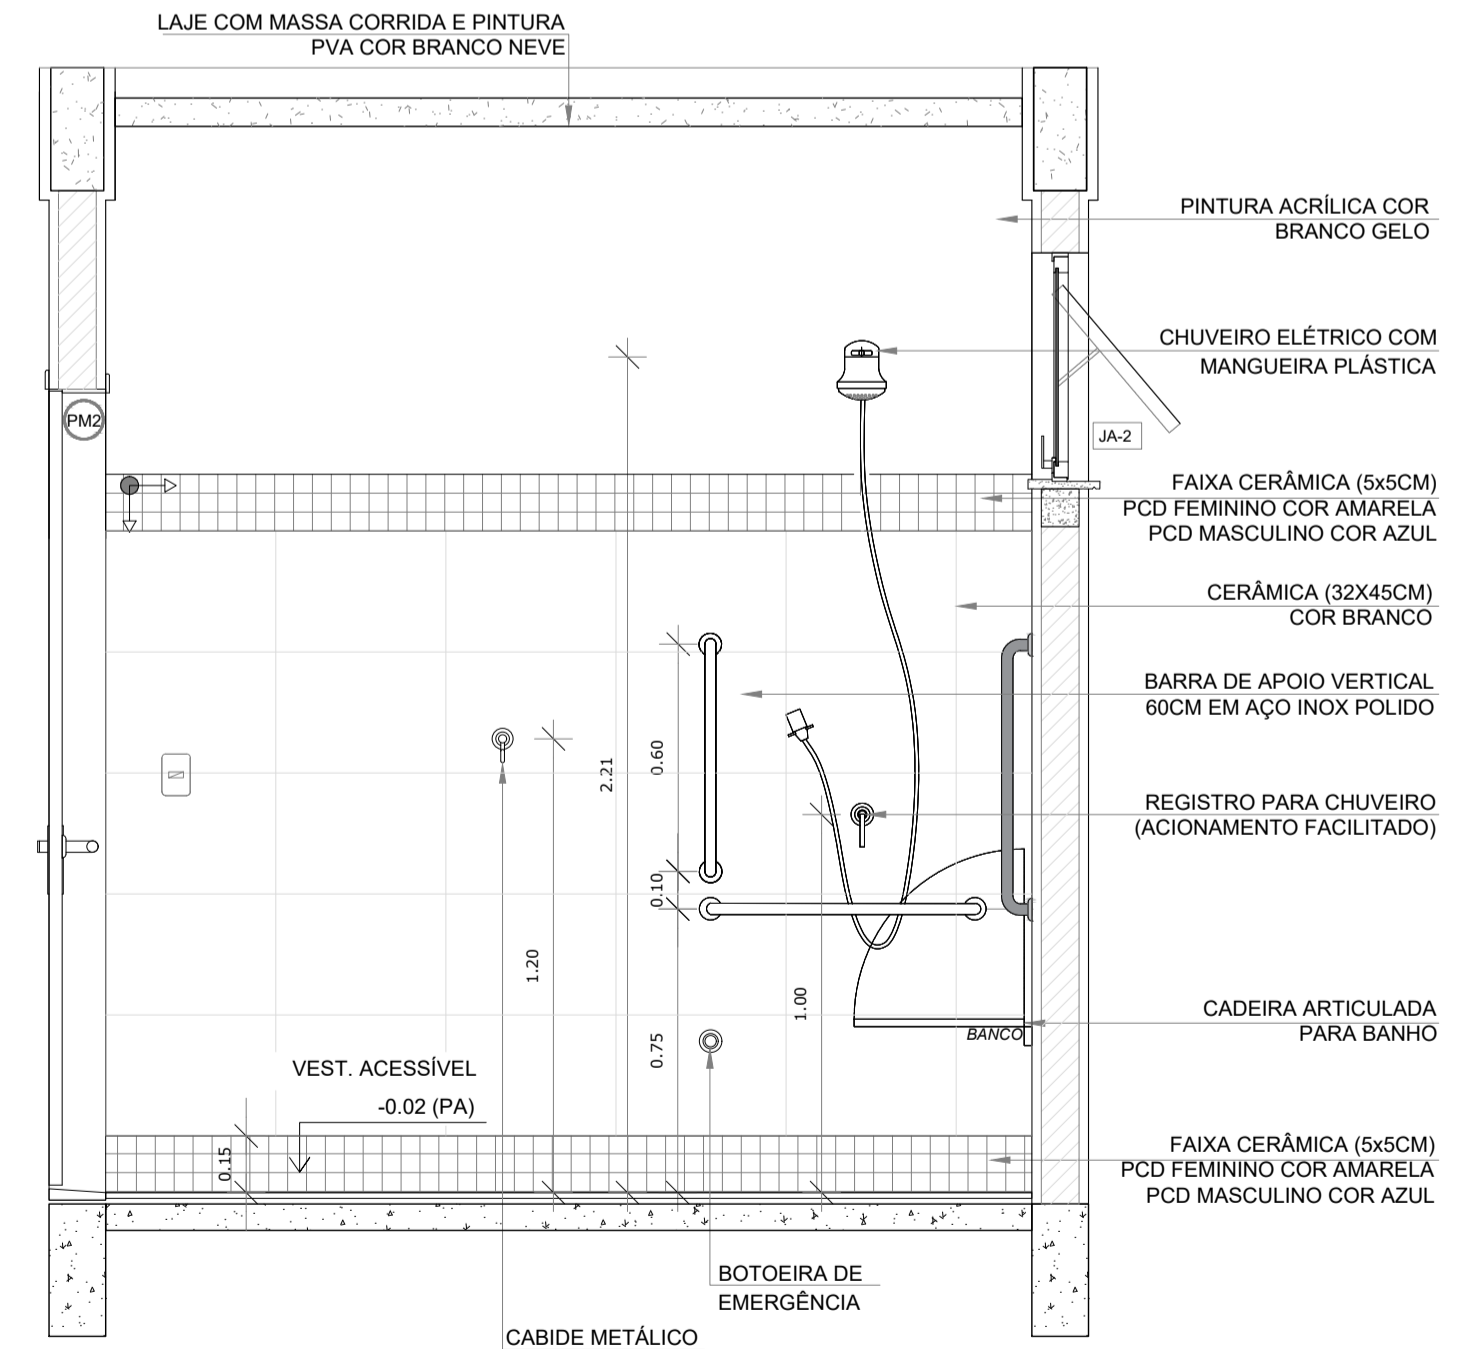 LAJE COM MASSA CORRIDA E PINTURA
PVA COR BRANCO NEVE
PINTURA ACRÍLICA COR
BRANCO GELO
CHUVEIRO ELÉTRICO COM
MANGUEIRA PLÁSTICA
PM2
JA-2
FAIXA CERÂMICA (5x5CM)
PCD FEMININO COR AMARELA
PCD MASCULINO COR AZUL
CERÂMICA (32X45CM)
COR BRANCO
BARRA DE APOIO VERTICAL
60CM EM AÇO INOX POLIDO
2.21
0.60
REGISTRO PARA CHUVEIRO
(ACIONAMENTO FACILITADO)
0.10
1.20
1.00
0.75
CADEIRA ARTICULADA
PARA BANHO
BANCO
VEST. ACESSÍVEL
-0.02 (PA)
0.15
FAIXA CERÂMICA (5x5CM)
PCD FEMININO COR AMARELA
PCD MASCULINO COR AZUL
BOTOEIRA DE
EMERGÊNCIA
CABIDE METÁLICO